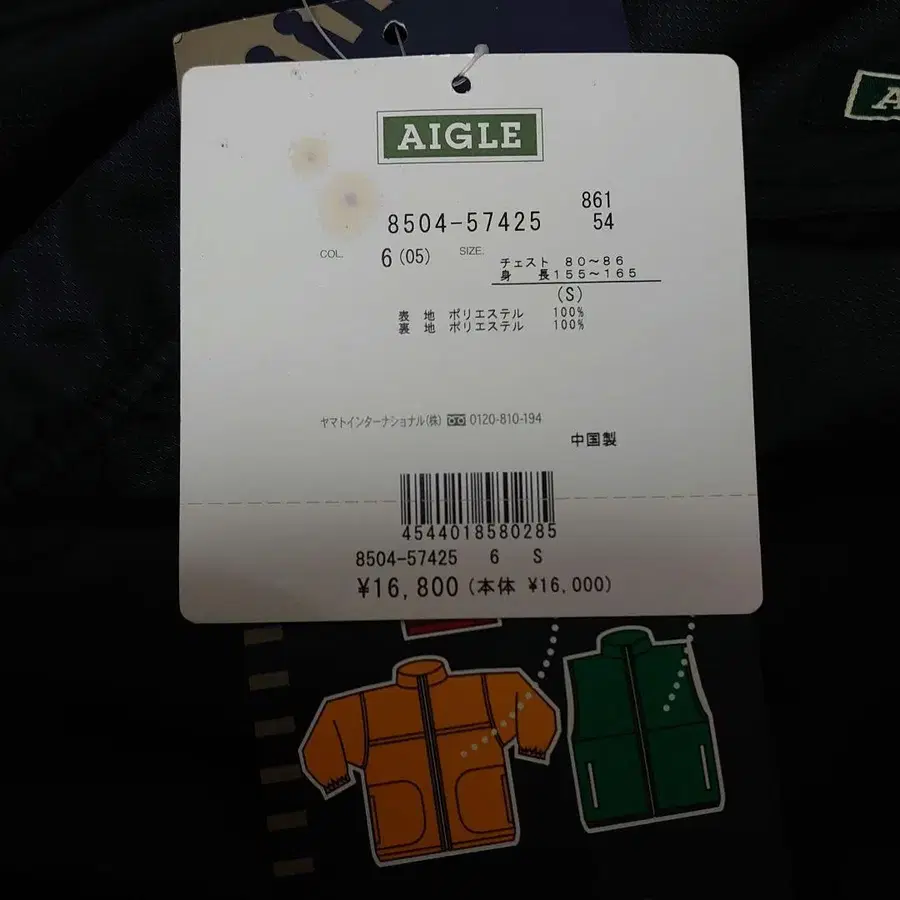 AIGLE
861
8504-57425 54
COL. 6 (05) SIZE.
チェスト 80〜86
身 長155〜165
(S)
表 地 ポリエステル 100%
裏 地 ポリエステル 100%
ヤマトインターナショナル(株) 0120-810-194
中国製
4544018580285
8504-57425 6 S
¥16,800(本体 ¥16,000)